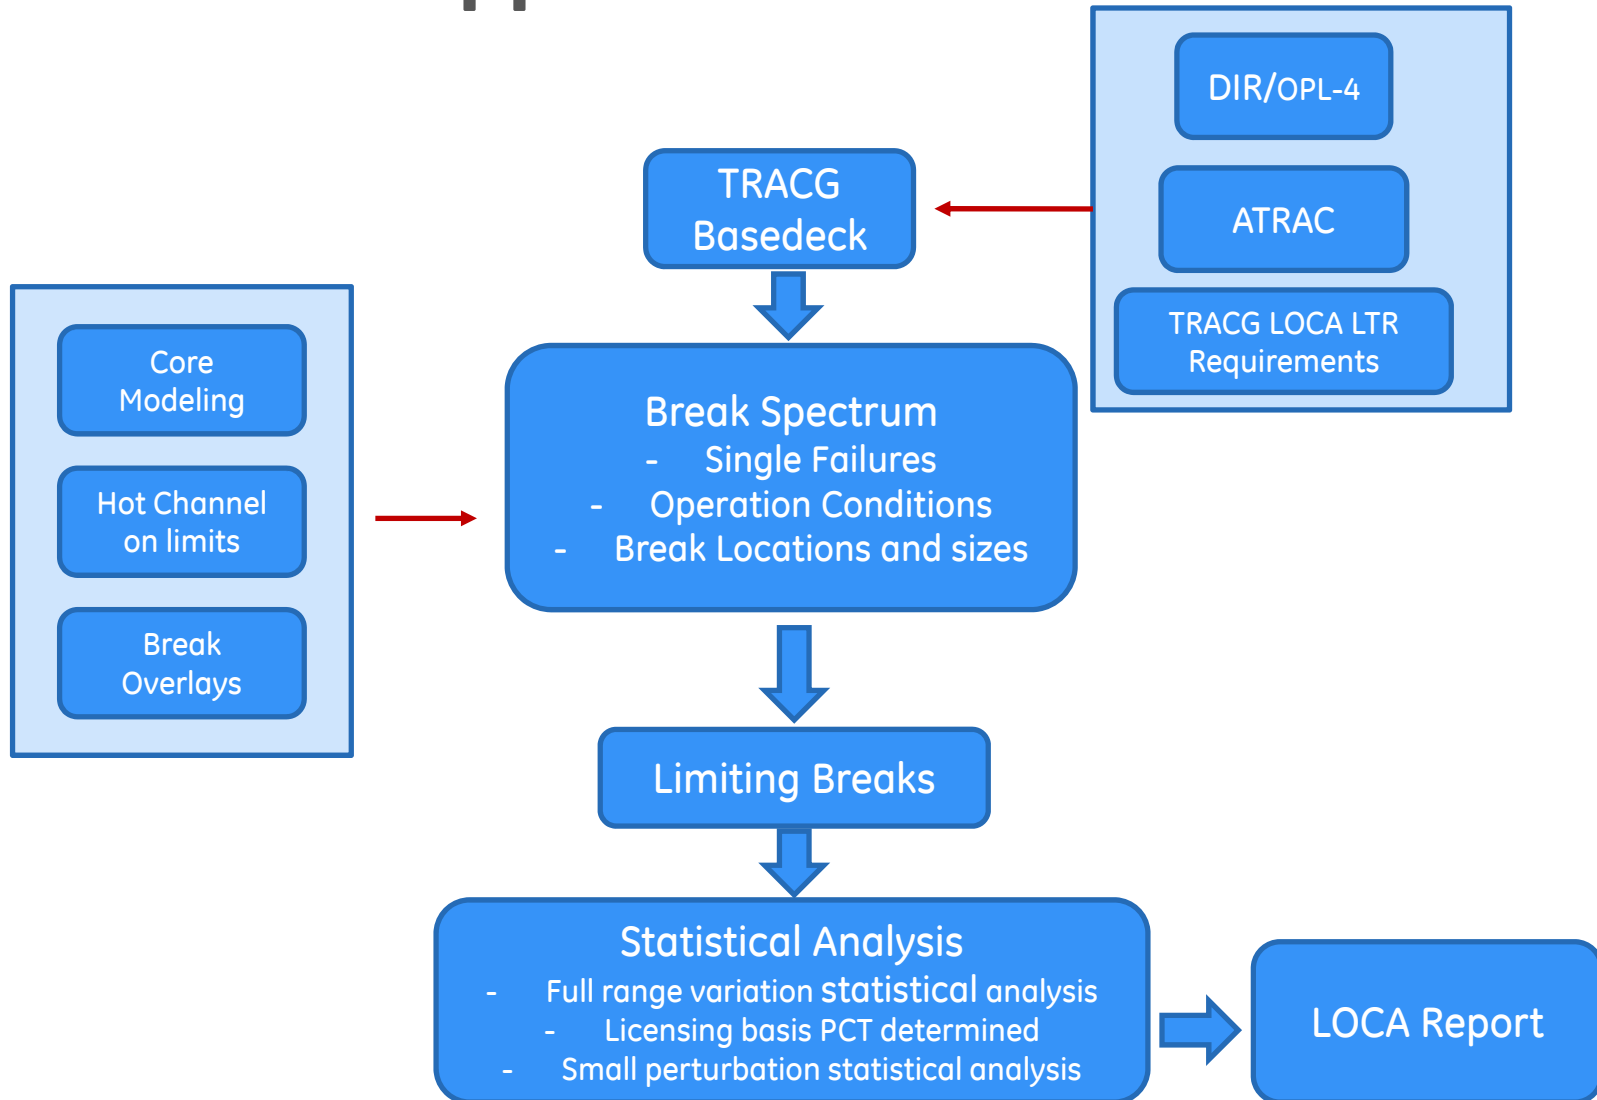 DIR/OPL-4
ATRAC
TRACG LOCA LTR
Requirements
TRACG
Basedeck
Core
Modeling
Hot Channel
on limits
Break
Overlays
Break Spectrum
- Single Failures
- Operation Conditions
- Break Locations and sizes
Limiting Breaks
Statistical Analysis
- Full range variation statistical analysis
- Licensing basis PCT determined
- Small perturbation statistical analysis
LOCA Report